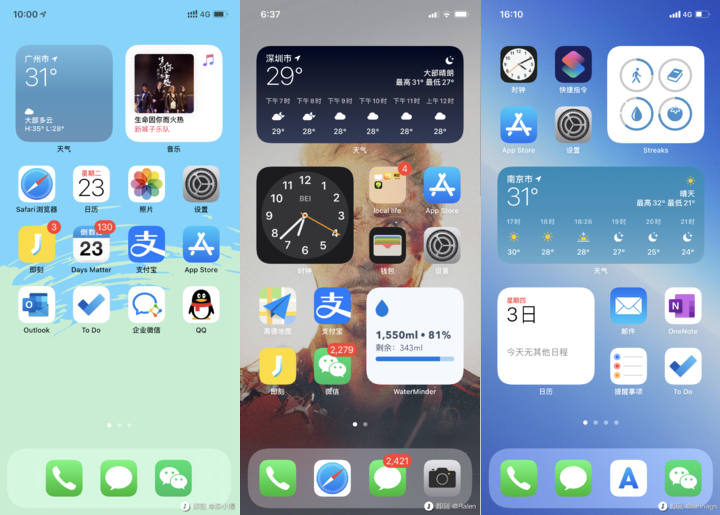 10:00
4G
广州市
31°
大部多云
H:35° L:28°
天气
生命因你而火热
新裤子乐队
音乐
Safari浏览器
星期二
23
日历
照片
设置
3
即刻
130
倒数
23
Days Matter
支付宝
App Store
Outlook
To Do
企业微信
QQ
6:37
深圳市
29°
大部晴朗
最高 31° 最低 27°
下午7时 下午8时 下午9时 下午10时 下午11时 上午12时
29° 28° 28° 28° 28° 28°
天气
12
1
2
3
4
5
6
7
8
9
10
11
BEI
时钟
4
local life
App Store
钱包
设置
高德地图
支付宝
1,550ml • 81%
剩余: 343ml
WaterMinder
即刻
2,279
微信
2,421
即刻 @Ralen
16:10
4G
时钟
快捷指令
App Store
设置
Streaks
南京市
31°
晴天
最高 32° 最低 21°
17时 18时 18:26 19时 20时 21时
30° 28° 28° 27° 25° 24°
天气
星期四
3日
今天无其他日程
日历
邮件
OneNote
提醒事项
To Do